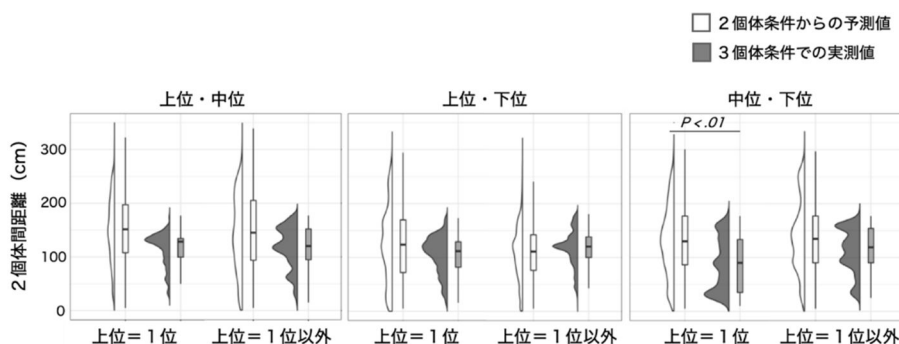 ２個体条件からの予測値
３個体条件での実測値
上位・中位
上位・下位
中位・下位
P <.01
２個体間距離（cm）
300
200
100
0
上位＝１位
上位＝１位以外
上位＝１位
上位＝１位以外
上位＝１位
上位＝１位以外